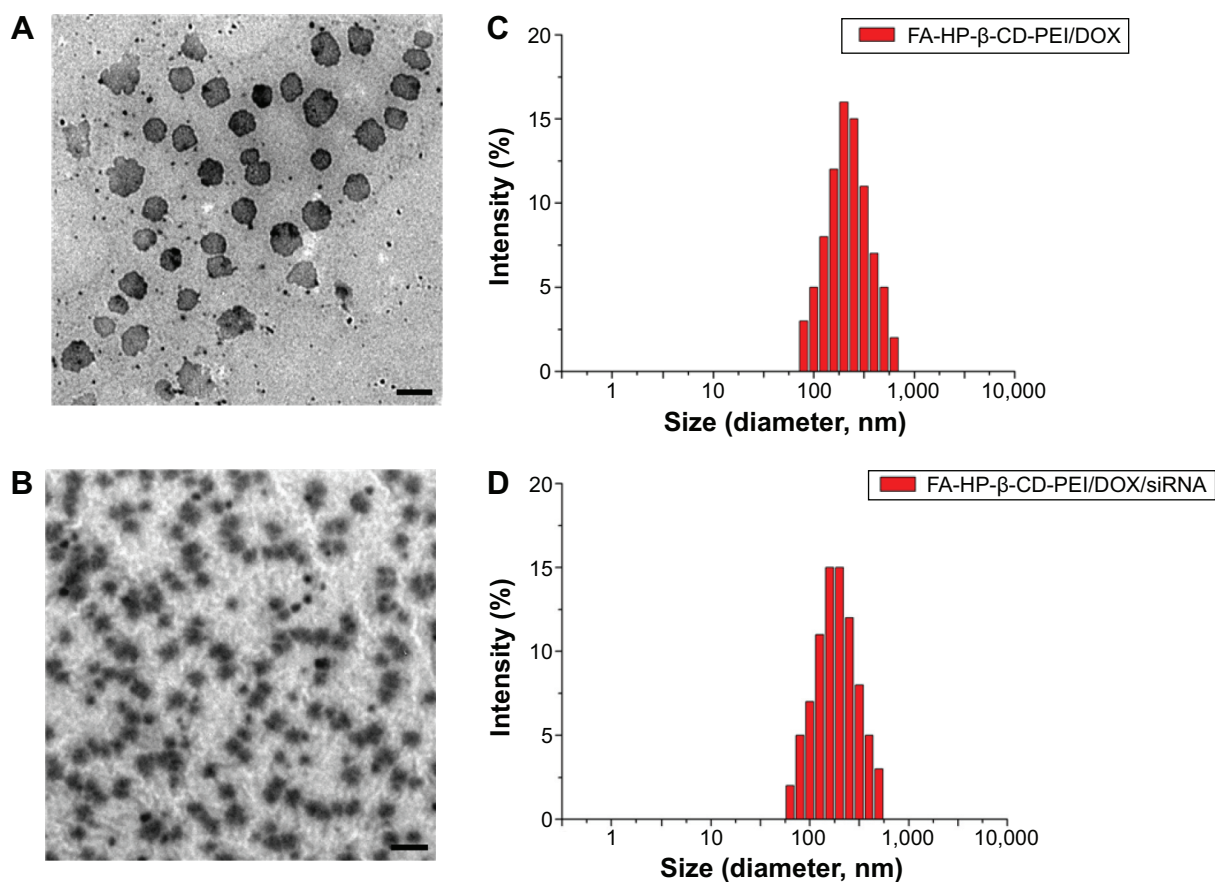 A
B
C
FA-HP-β-CD-PEI/DOX
20
15
10
5
0
Intensity (%)
1 10 100 1,000 10,000
Size (diameter, nm)
D
FA-HP-β-CD-PEI/DOX/siRNA
20
15
10
5
0
Intensity (%)
1 10 100 1,000 10,000
Size (diameter, nm)